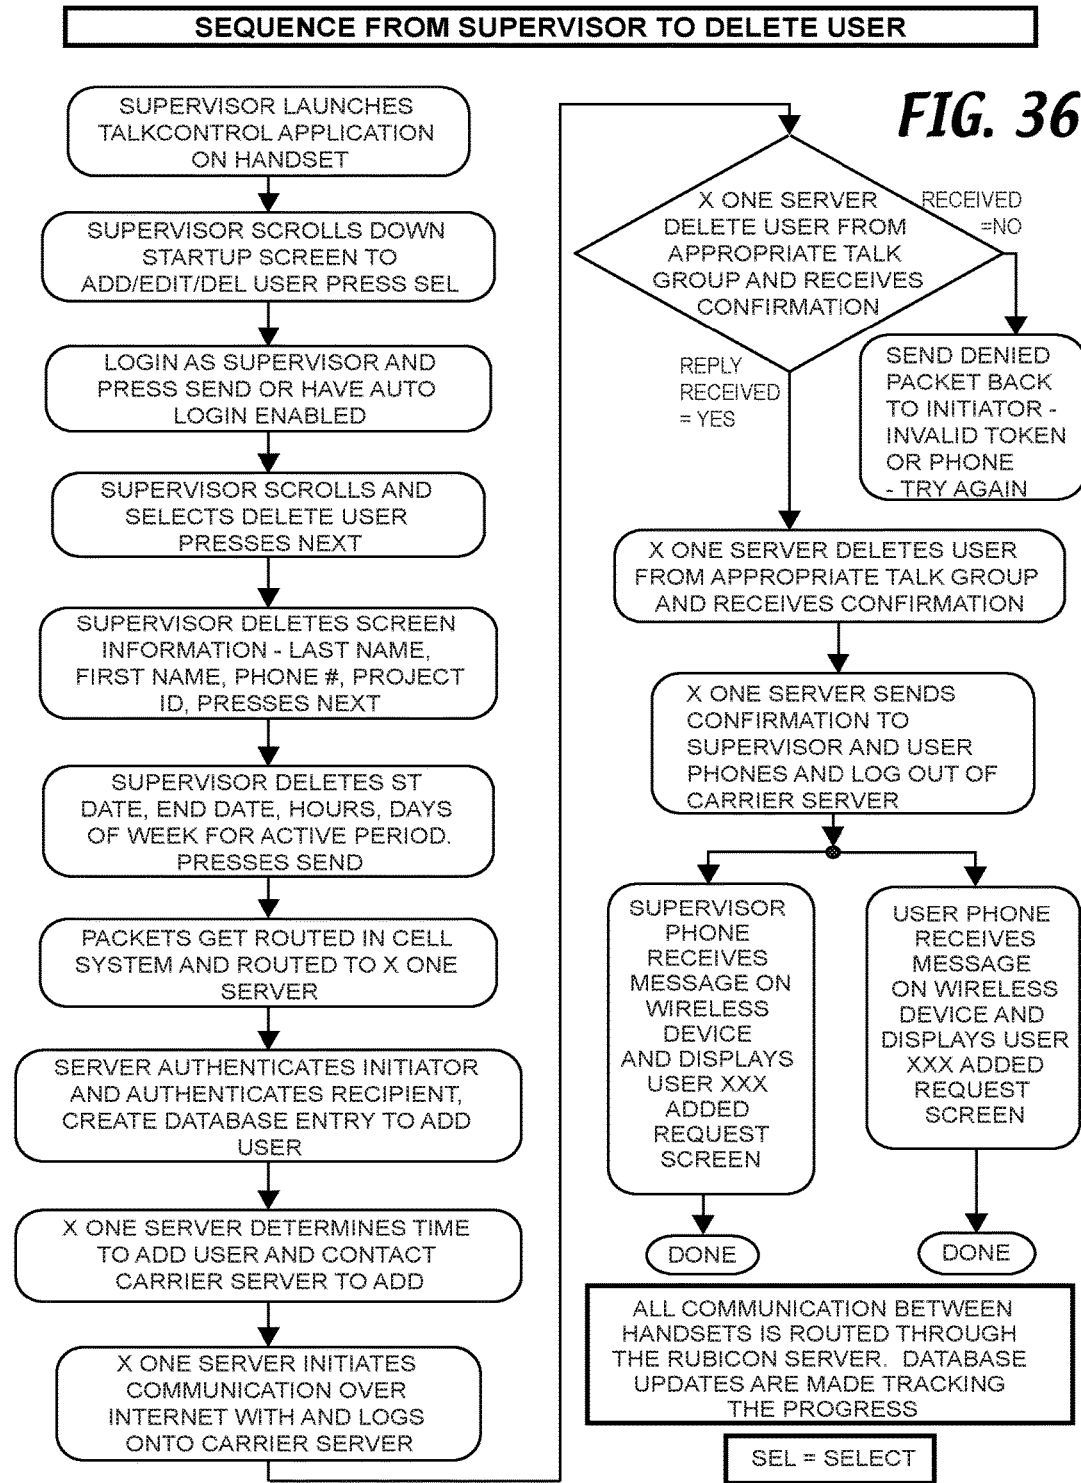 SEQUENCE FROM SUPERVISOR TO DELETE USER
FIG. 36
SUPERVISOR LAUNCHES
TALKCONTROL APPLICATION
ON HANDSET
SUPERVISOR SCROLLS DOWN
STARTUP SCREEN TO
ADD/EDIT/DEL USER PRESS SEL
LOGIN AS SUPERVISOR AND
PRESS SEND OR HAVE AUTO
LOGIN ENABLED
SUPERVISOR SCROLLS AND
SELECTS DELETE USER
PRESSES NEXT
SUPERVISOR DELETES SCREEN
INFORMATION - LAST NAME,
FIRST NAME, PHONE #, PROJECT
ID, PRESSES NEXT
SUPERVISOR DELETES ST
DATE, END DATE, HOURS, DAYS
OF WEEK FOR ACTIVE PERIOD.
PRESSES SEND
PACKETS GET ROUTED IN CELL
SYSTEM AND ROUTED TO X ONE
SERVER
SERVER AUTHENTICATES INITIATOR
AND AUTHENTICATES RECIPIENT,
CREATE DATABASE ENTRY TO ADD
USER
X ONE SERVER DETERMINES TIME
TO ADD USER AND CONTACT
CARRIER SERVER TO ADD
X ONE SERVER INITIATES
COMMUNICATION OVER
INTERNET WITH AND LOGS
ONTO CARRIER SERVER
X ONE SERVER
DELETE USER FROM
APPROPRIATE TALK
GROUP AND RECEIVES
CONFIRMATION
RECEIVED
=NO
REPLY
RECEIVED
= YES
SEND DENIED
PACKET BACK
TO INITIATOR -
INVALID TOKEN
OR PHONE
- TRY AGAIN
X ONE SERVER DELETES USER
FROM APPROPRIATE TALK GROUP
AND RECEIVES CONFIRMATION
X ONE SERVER SENDS
CONFIRMATION TO
SUPERVISOR AND USER
PHONES AND LOG OUT OF
CARRIER SERVER
SUPERVISOR
PHONE
RECEIVES
MESSAGE ON
WIRELESS
DEVICE
AND DISPLAYS
USER XXX
ADDED
REQUEST
SCREEN
USER PHONE
RECEIVES
MESSAGE
ON WIRELESS
DEVICE AND
DISPLAYS USER
XXX ADDED
REQUEST
SCREEN
DONE
DONE
ALL COMMUNICATION BETWEEN
HANDSETS IS ROUTED THROUGH
THE RUBICON SERVER. DATABASE
UPDATES ARE MADE TRACKING
THE PROGRESS
SEL = SELECT